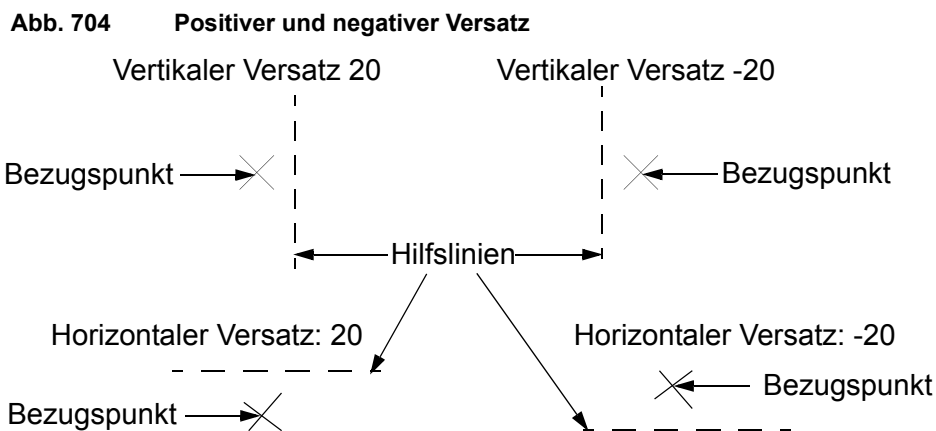 Abb. 704 Positiver und negativer Versatz
Vertikaler Versatz 20
Vertikaler Versatz -20
Bezugspunkt
Bezugspunkt
Hilfslinien
Horizontaler Versatz: 20
Horizontaler Versatz: -20
Bezugspunkt
Bezugspunkt